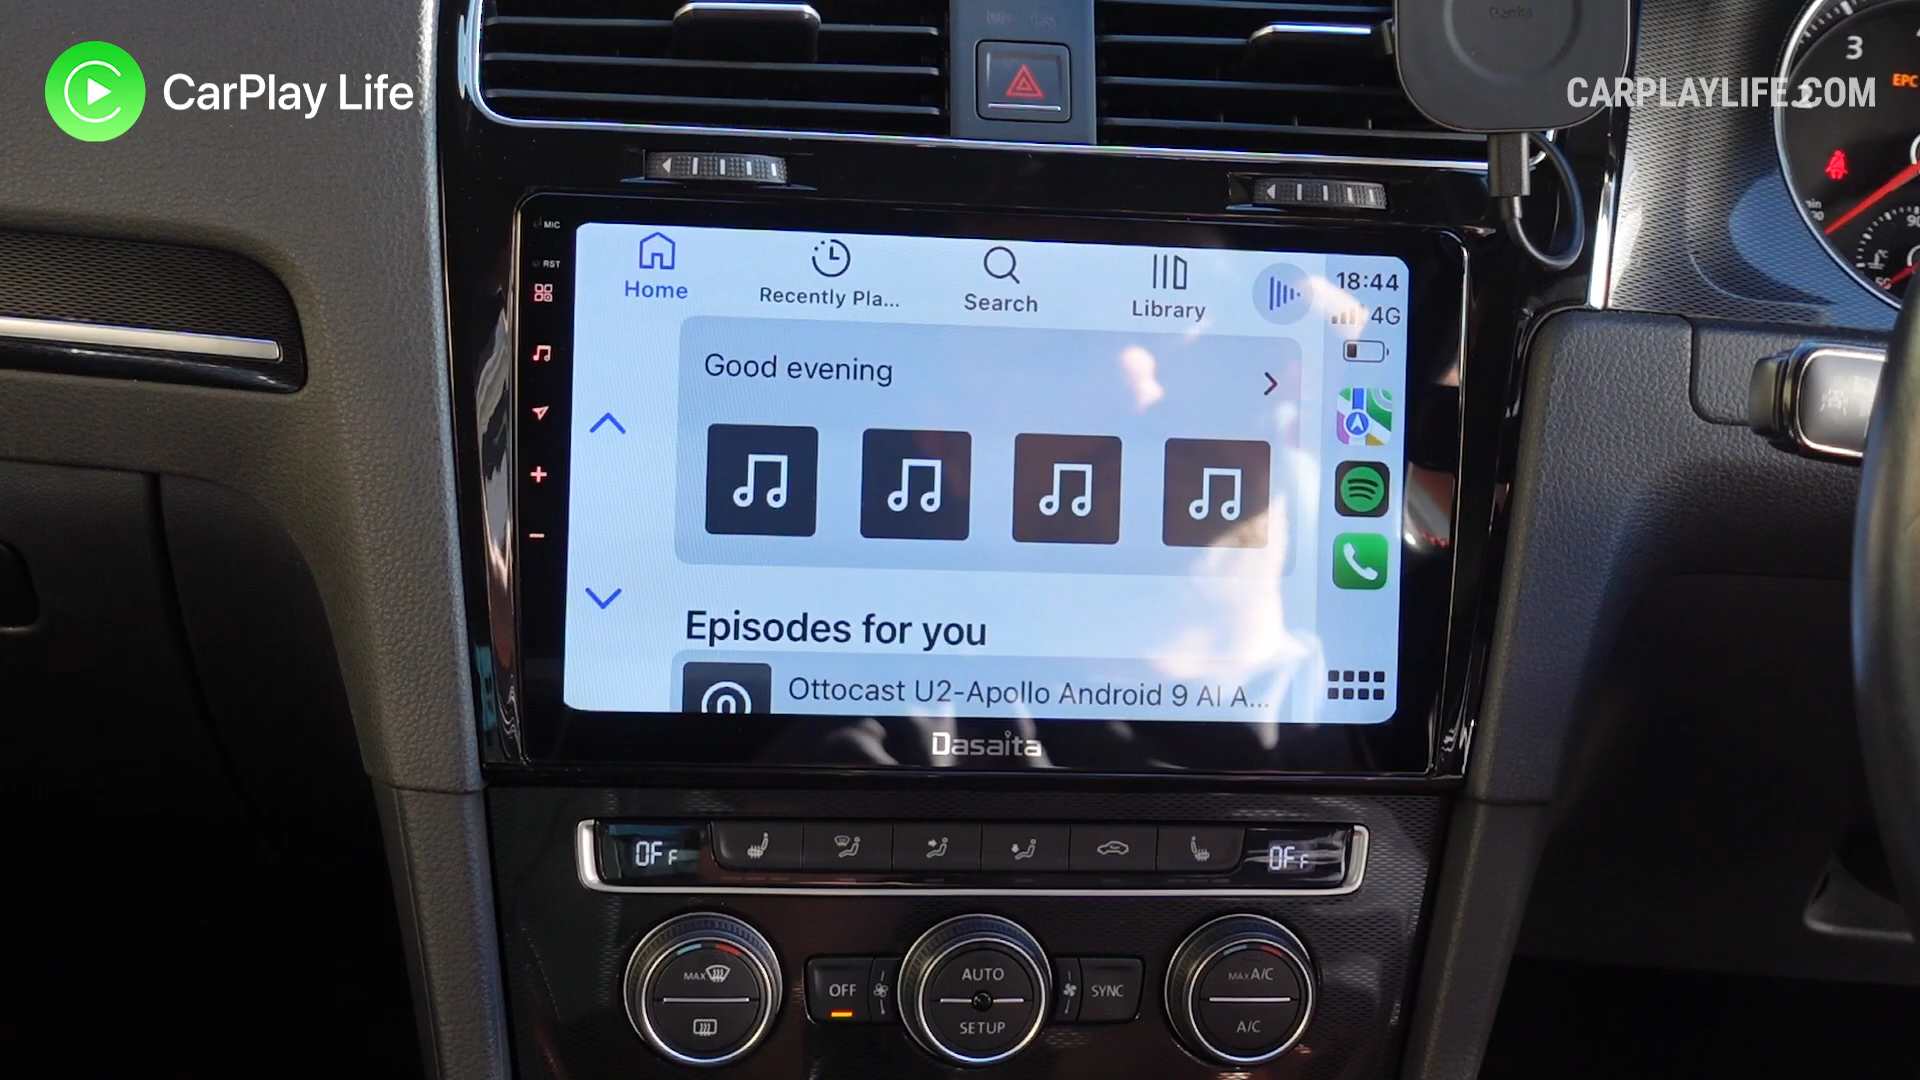 CarPlay Life
CARPLAYLIFE.COM
3
2
EPC
MIC
RST
Home
Recently Pla...
Search
Library
18:44
4G
Good evening
Episodes for you
Ottocast U2-Apollo Android 9 AI A...
Dasaita
OFF
OFF
MAX
OFF
AUTO
SETUP
SYNC
MAX A/C
A/C